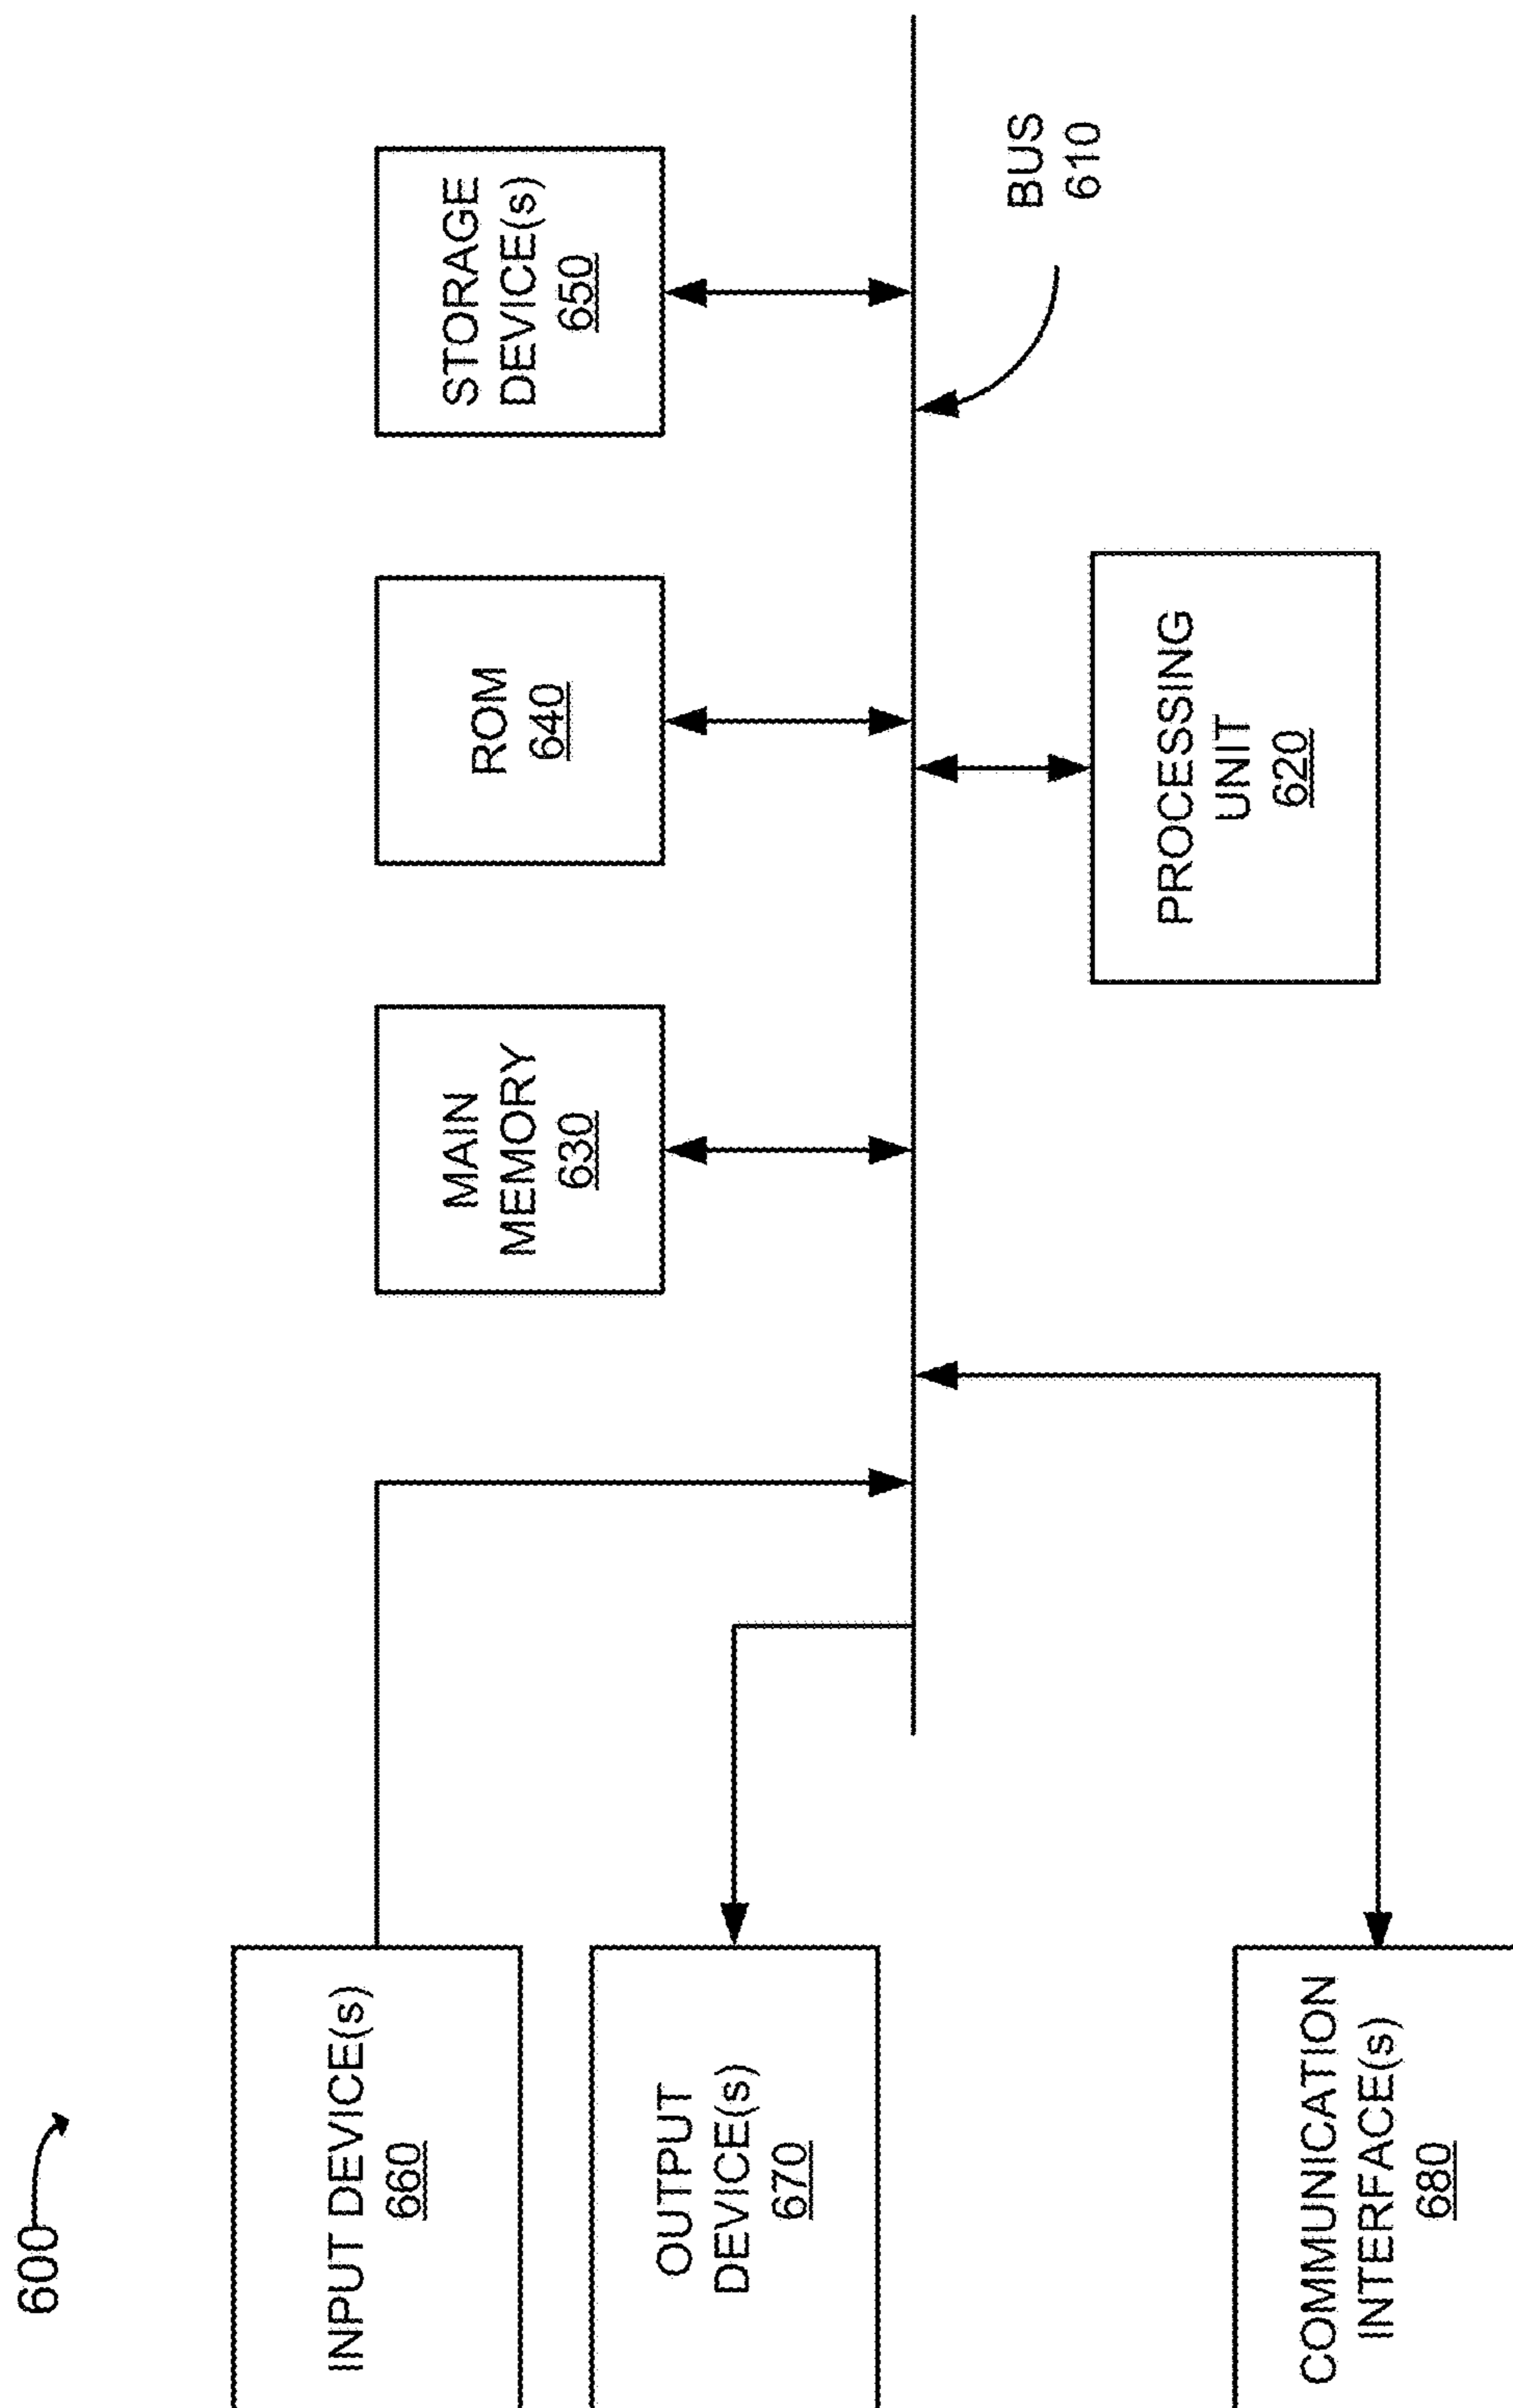 600
INPUT DEVICE(s)
660
OUTPUT
DEVICE(s)
670
COMMUNICATION
INTERFACE(s)
680
MAIN
MEMORY
630
ROM
640
STORAGE
DEVICE(s)
650
PROCESSING
UNIT
620
BUS
610